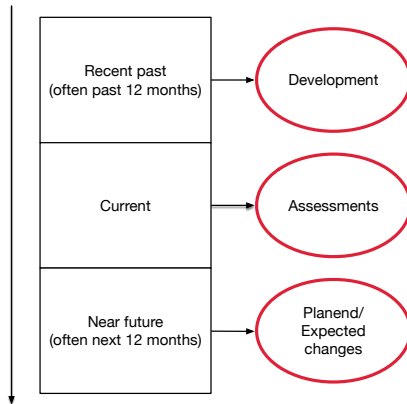 Recent past
(often past 12 months)
Development
Current
Assessments
Near future
(often next 12 months)
Planend/
Expected
changes